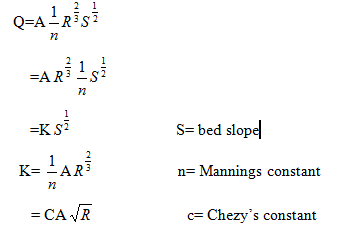 Q=A 1/n R^(2/3) S^(1/2)
=A R^(2/3) 1/n S^(1/2)
=K S^(1/2) S= bed slope
K= 1/n A R^(2/3) n= Mannings constant
= CA √R c= Chezy’s constant